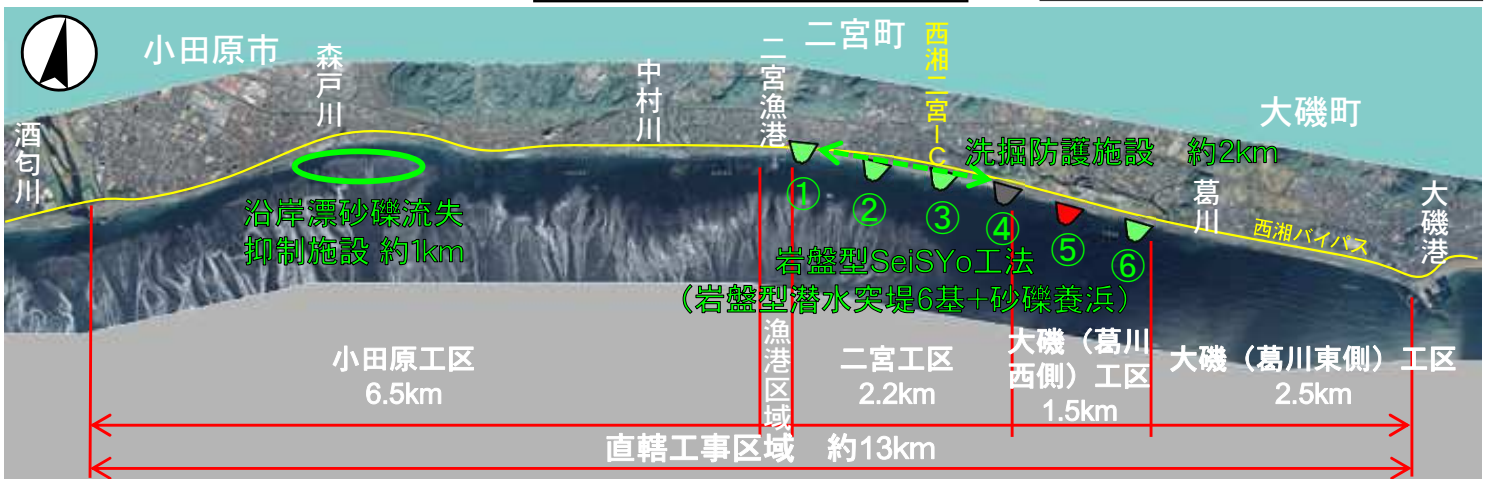 小田原市
二宮町
大磯町
酒匂川
森戸川
中村川
二宮漁港
西湘二宮IC
葛川
大磯港
西湘バイパス
洗掘防護施設 約2km
沿岸漂砂礫流失
抑制施設 約1km
①
②
③
④
⑤
⑥
岩盤型SeiSYo工法
(岩盤型潜水突堤6基+砂礫養浜)
小田原工区
6.5km
漁港区域
二宮工区
2.2km
大磯(葛川
西側)工区
1.5km
大磯(葛川東側)工区
2.5km
直轄工事区域 約13km